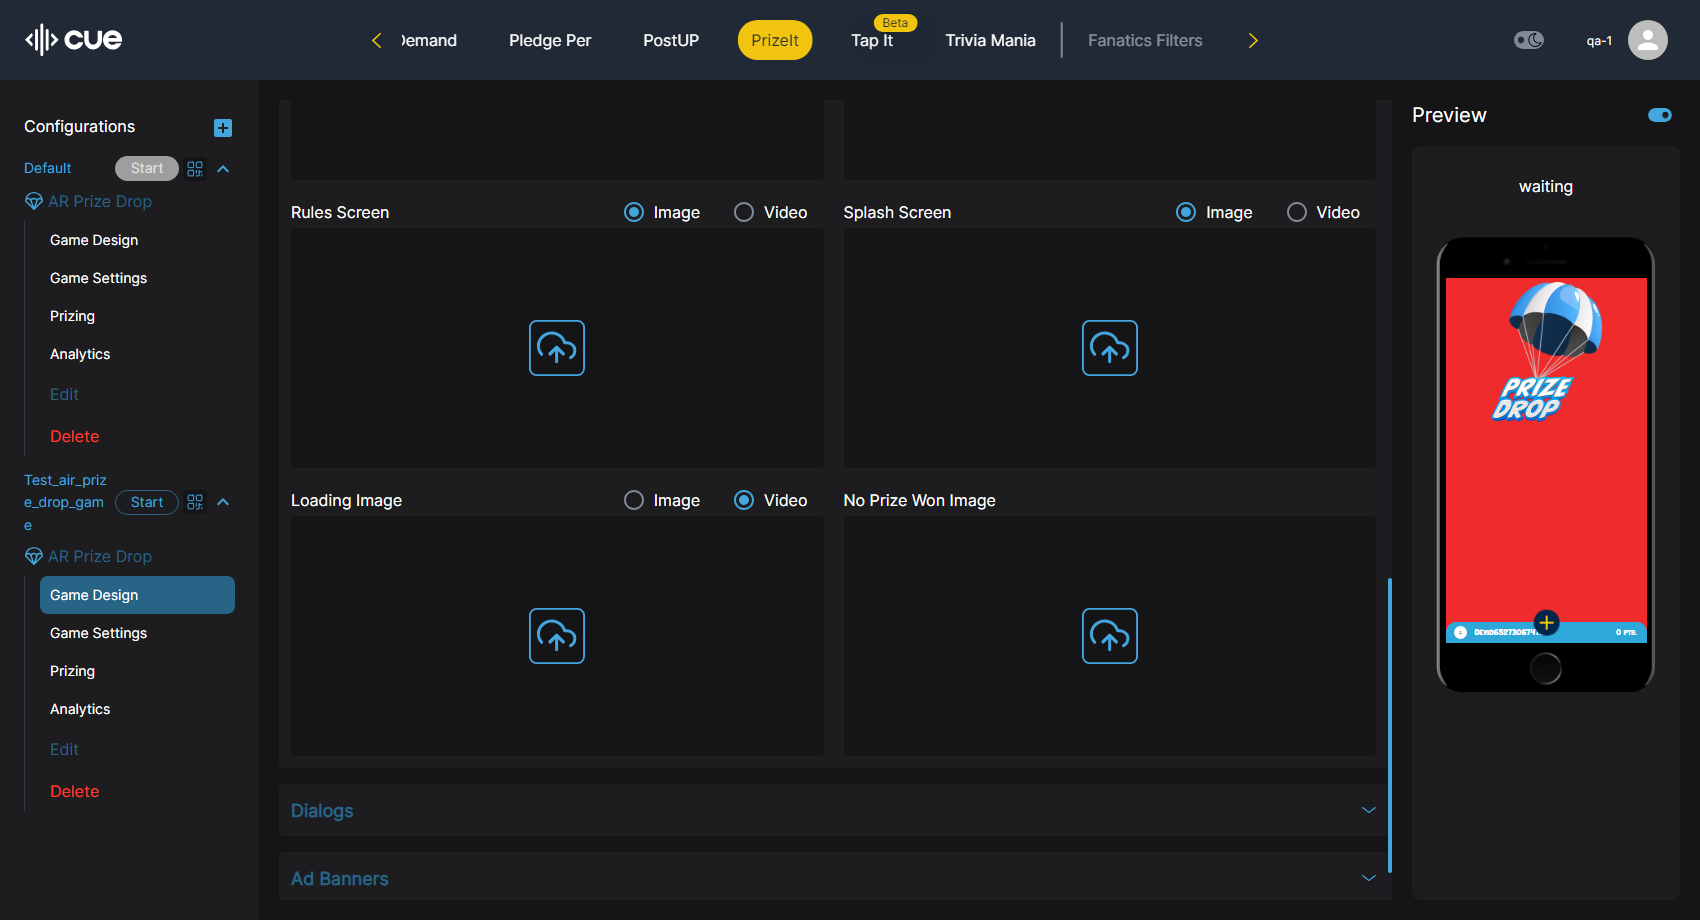 cue
Demand
Pledge Per
PostUP
PrizeIt
Beta
Tap It
Trivia Mania
Fanatics Filters
qa-1
Configurations
Default
Start
AR Prize Drop
Game Design
Game Settings
Prizing
Analytics
Edit
Delete
Test_air_priz
e_drop_gam
e
Start
AR Prize Drop
Game Design
Game Settings
Prizing
Analytics
Edit
Delete
Rules Screen
Image
Video
Splash Screen
Image
Video
Loading Image
Image
Video
No Prize Won Image
Dialogs
Ad Banners
Preview
waiting
PRIZE
DROP
0 PTS.